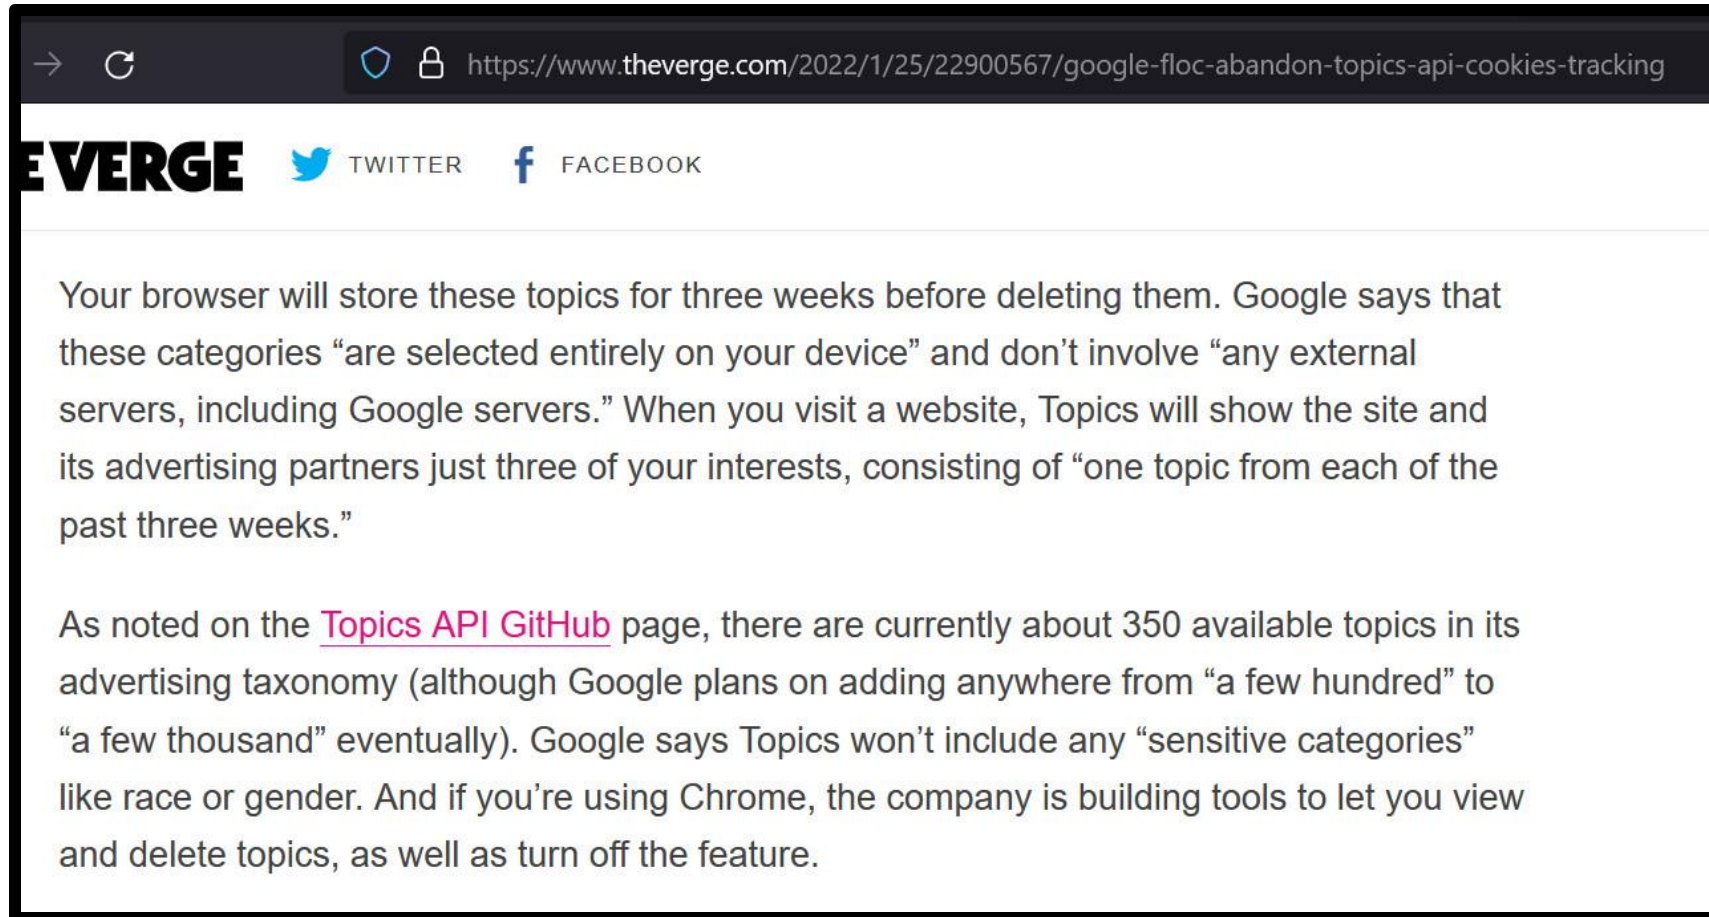 https://www.theverge.com/2022/1/25/22900567/google-floc-abandon-topics-api-cookies-tracking
E VERGE TWITTER FACEBOOK
Your browser will store these topics for three weeks before deleting them. Google says that
these categories “are selected entirely on your device” and don’t involve “any external
servers, including Google servers.” When you visit a website, Topics will show the site and
its advertising partners just three of your interests, consisting of “one topic from each of the
past three weeks.”
As noted on the Topics API GitHub page, there are currently about 350 available topics in its
advertising taxonomy (although Google plans on adding anywhere from “a few hundred” to
“a few thousand” eventually). Google says Topics won’t include any “sensitive categories”
like race or gender. And if you’re using Chrome, the company is building tools to let you view
and delete topics, as well as turn off the feature.